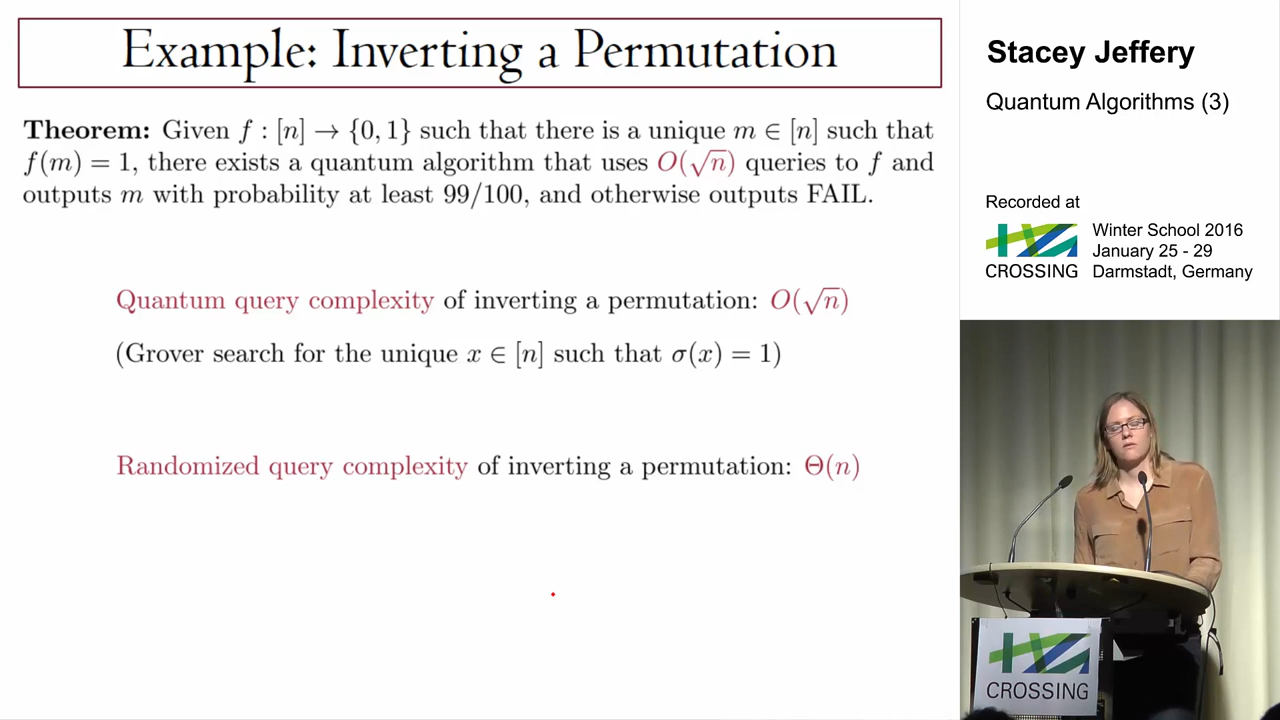 Example: Inverting a Permutation
Theorem: Given f : [n] → {0, 1} such that there is a unique m ∈ [n] such that
f(m) = 1, there exists a quantum algorithm that uses O(√n) queries to f and
outputs m with probability at least 99/100, and otherwise outputs FAIL.
Quantum query complexity of inverting a permutation: O(√n)
(Grover search for the unique x ∈ [n] such that σ(x) = 1)
Randomized query complexity of inverting a permutation: Θ(n)
Stacey Jeffery
Quantum Algorithms (3)
Recorded at
CROSSING
Winter School 2016
January 25 - 29
Darmstadt, Germany
CROSSING